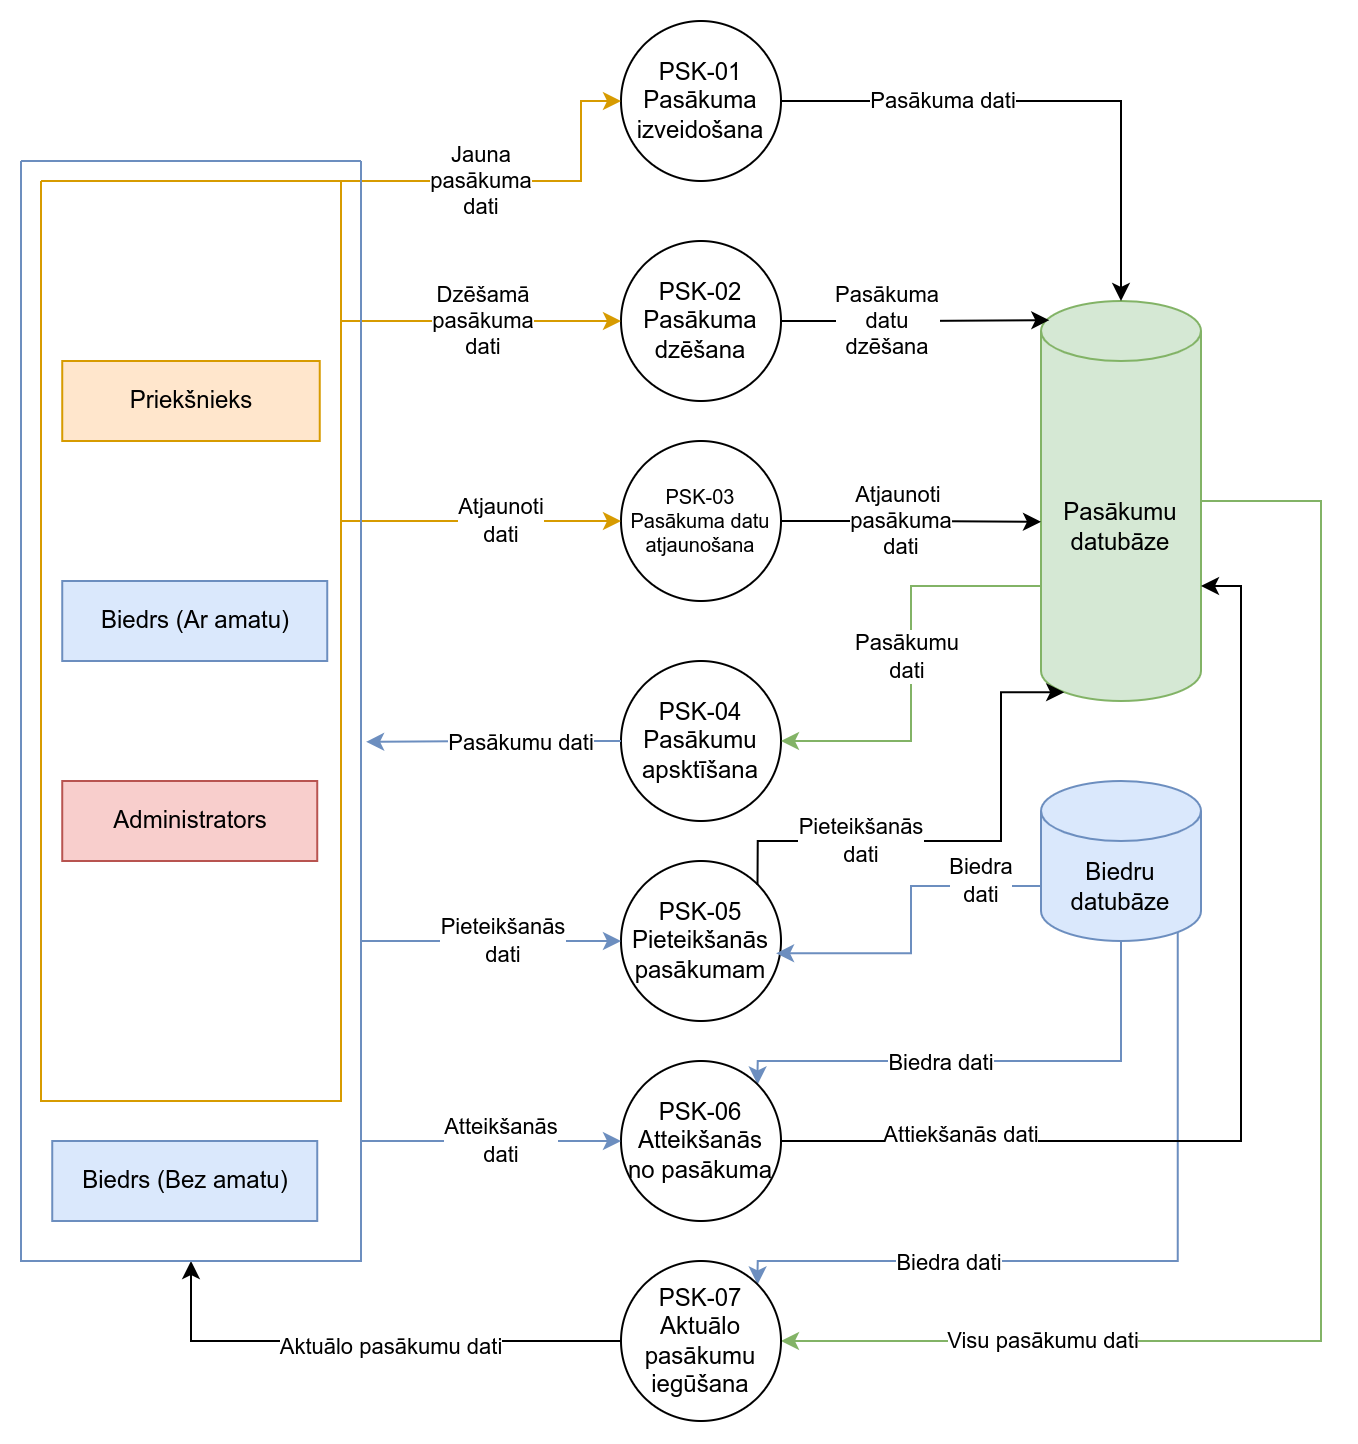 PSK-01
Pasākuma
izveidošana
Pasākuma dati
Jauna
pasākuma
dati
Dzēšamā
pasākuma
dati
PSK-02
Pasākuma
dzēšana
Pasākuma
datu
dzēšana
Priekšnieks
Atjaunoti
dati
PSK-03
Pasākuma datu
atjaunošana
Atjaunoti
pasākuma
dati
Pasākumu
datubāze
Biedrs (Ar amatu)
Pasākumu
dati
PSK-04
Pasākumu
apsktīšana
Pasākumu dati
Administrators
Pieteikšanās
dati
Biedra
dati
Biedru
datubāze
Pieteikšanās
dati
PSK-05
Pieteikšanās
pasākumam
Biedra dati
Atteikšanās
dati
PSK-06
Atteikšanās
no pasākuma
Attiekšanās dati
Biedrs (Bez amatu)
Biedra dati
PSK-07
Aktuālo
pasākumu
iegūšana
Aktuālo pasākumu dati
Visu pasākumu dati